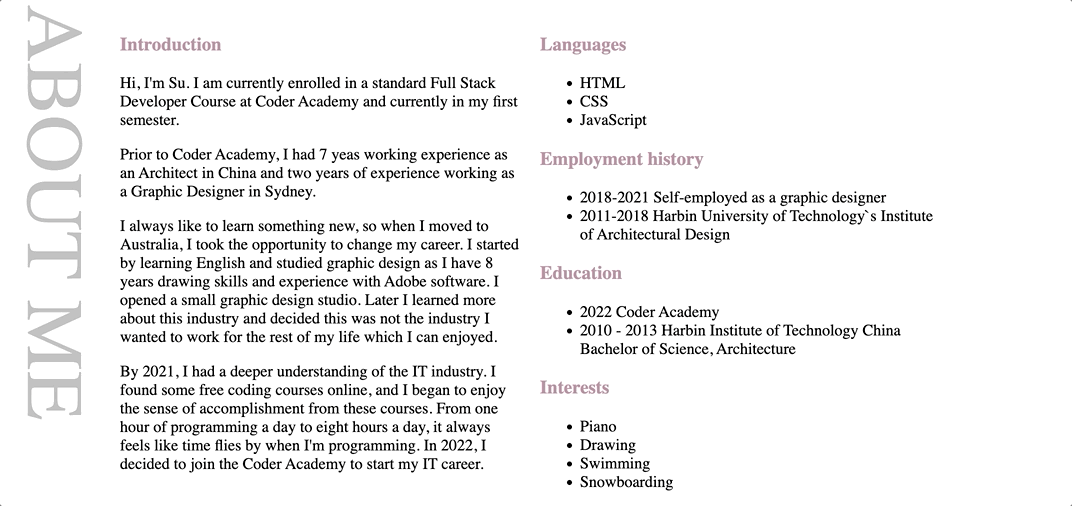 ABOUT ME
Introduction
Hi, I'm Su. I am currently enrolled in a standard Full Stack
Developer Course at Coder Academy and currently in my first
semester.
Prior to Coder Academy, I had 7 yeas working experience as
an Architect in China and two years of experience working as
a Graphic Designer in Sydney.
I always like to learn something new, so when I moved to
Australia, I took the opportunity to change my career. I started
by learning English and studied graphic design as I have 8
years drawing skills and experience with Adobe software. I
opened a small graphic design studio. Later I learned more
about this industry and decided this was not the industry I
wanted to work for the rest of my life which I can enjoyed.
By 2021, I had a deeper understanding of the IT industry. I
found some free coding courses online, and I began to enjoy
the sense of accomplishment from these courses. From one
hour of programming a day to eight hours a day, it always
feels like time flies by when I'm programming. In 2022, I
decided to join the Coder Academy to start my IT career.
Languages
• HTML
• CSS
• JavaScript
Employment history
• 2018-2021 Self-employed as a graphic designer
• 2011-2018 Harbin University of Technology`s Institute
of Architectural Design
Education
• 2022 Coder Academy
• 2010 - 2013 Harbin Institute of Technology China
Bachelor of Science, Architecture
Interests
• Piano
• Drawing
• Swimming
• Snowboarding